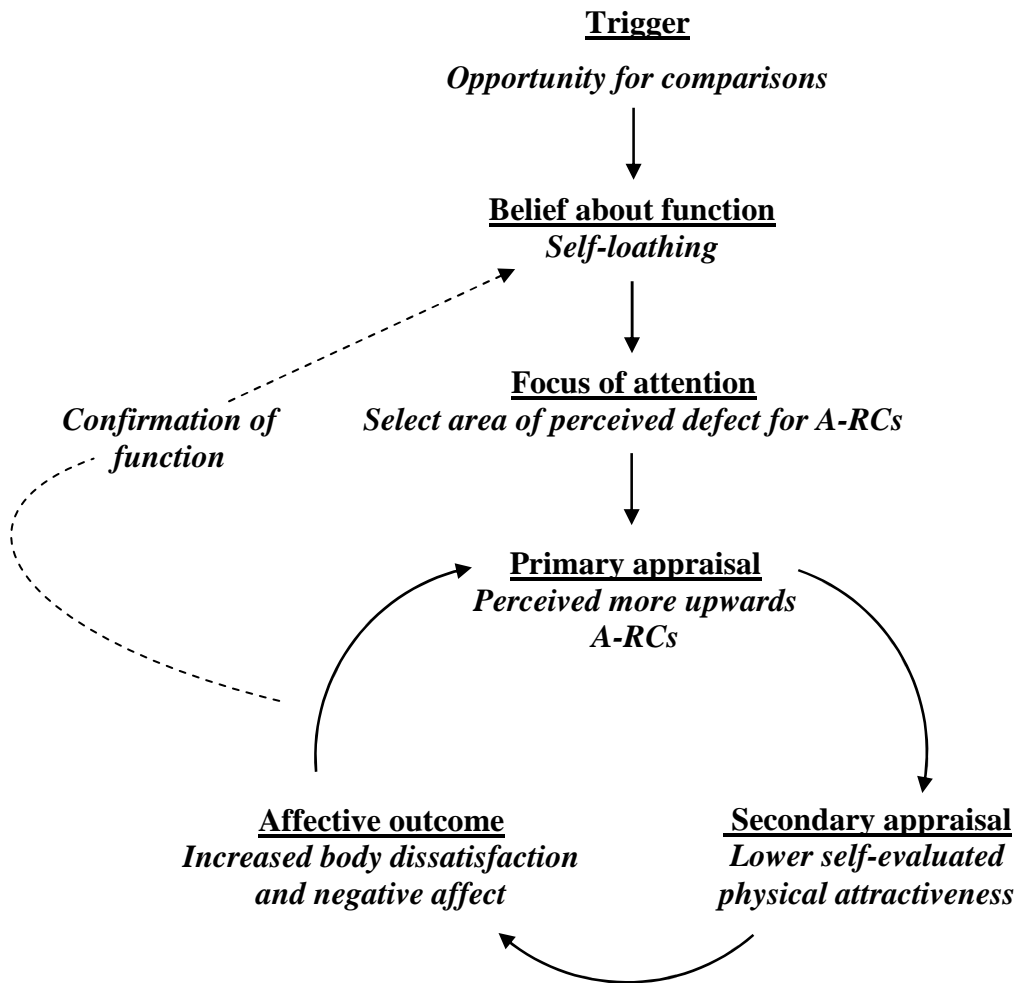 Trigger
Opportunity for comparisons
Belief about function
Self-loathing
Focus of attention
Select area of perceived defect for A-RCs
Confirmation of
function
Primary appraisal
Perceived more upwards
A-RCs
Affective outcome
Increased body dissatisfaction
and negative affect
Secondary appraisal
Lower self-evaluated
physical attractiveness